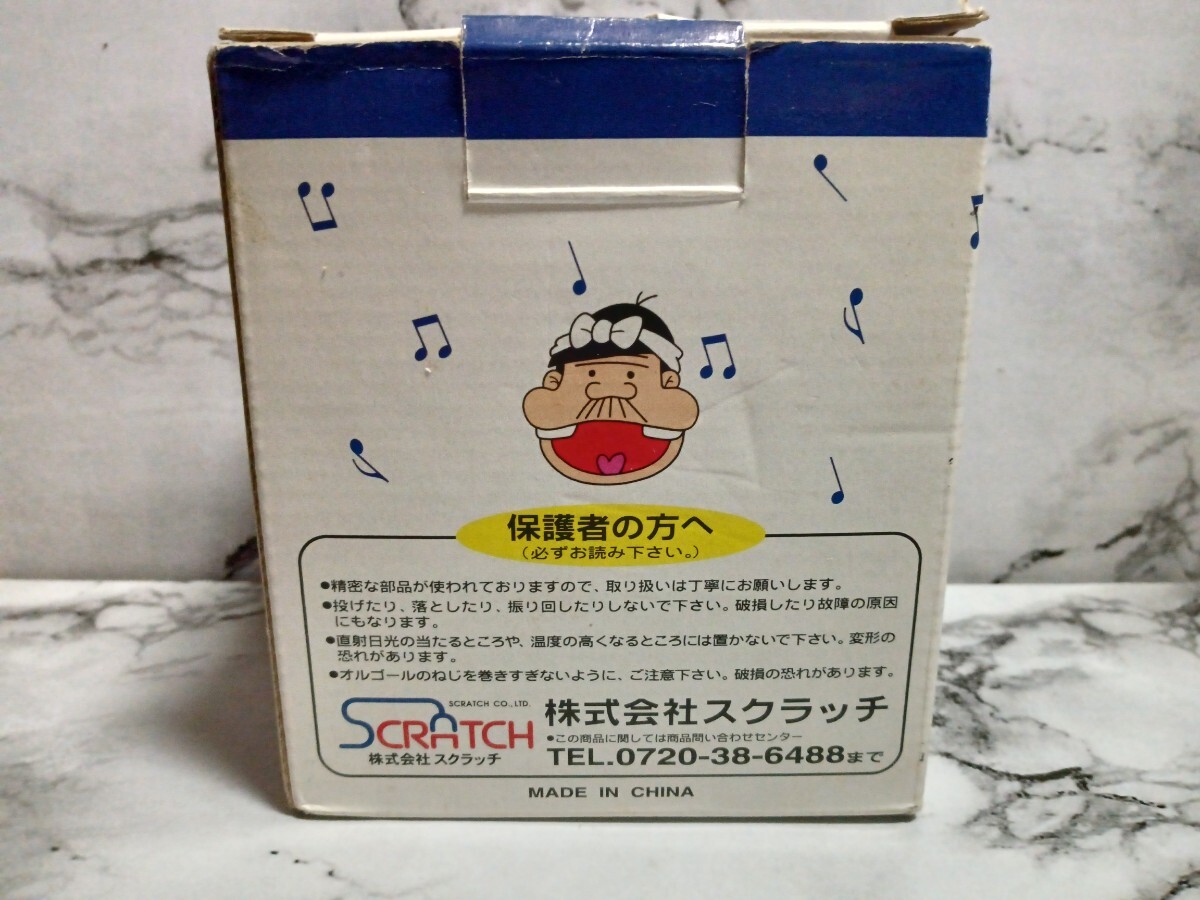 保護者の方へ
(必ずお読み下さい。)
●精密な部品が使われておりますので、取り扱いは丁寧にお願いします。
●投げたり、落としたり、振り回したりしないで下さい。破損したり故障の原因
にもなります。
●直射日光の当たるところや、温度の高くなるところには置かないで下さい。変形の
恐れがあります。
●オルゴールのねじを巻きすぎないように、ご注意下さい。破損の恐れがあります。
SCRATCH CO.,LTD.
SCRATCH
株式会社 スクラッチ
株式会社スクラッチ
●この商品に関しては商品問い合わせセンター
TEL.0720-38-6488まで
MADE IN CHINA